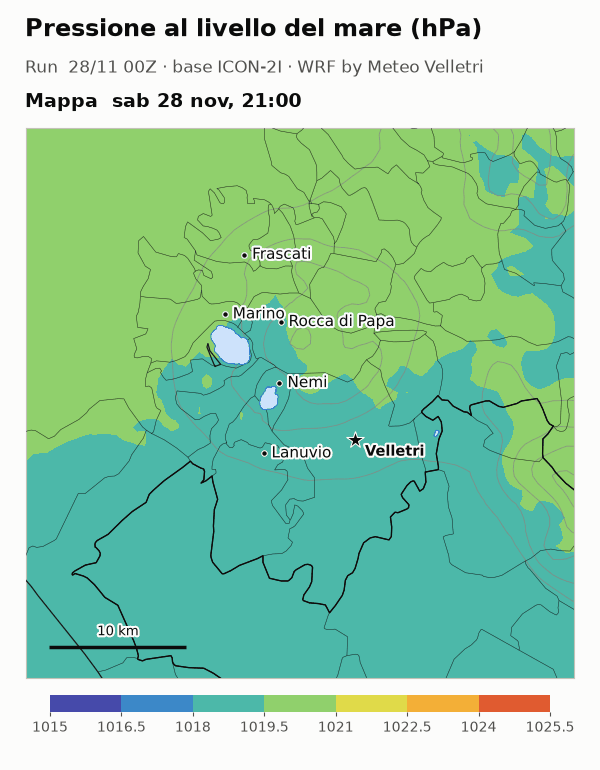 Pressione al livello del mare (hPa)
Run  28/11 00Z · base ICON-2I · WRF by Meteo Velletri
Mappa  sab 28 nov, 21:00
Frascati
Marino
Rocca di Papa
Nemi
Velletri
Lanuvio
10 km
1015 1016.5 1018 1019.5 1021 1022.5 1024 1025.5